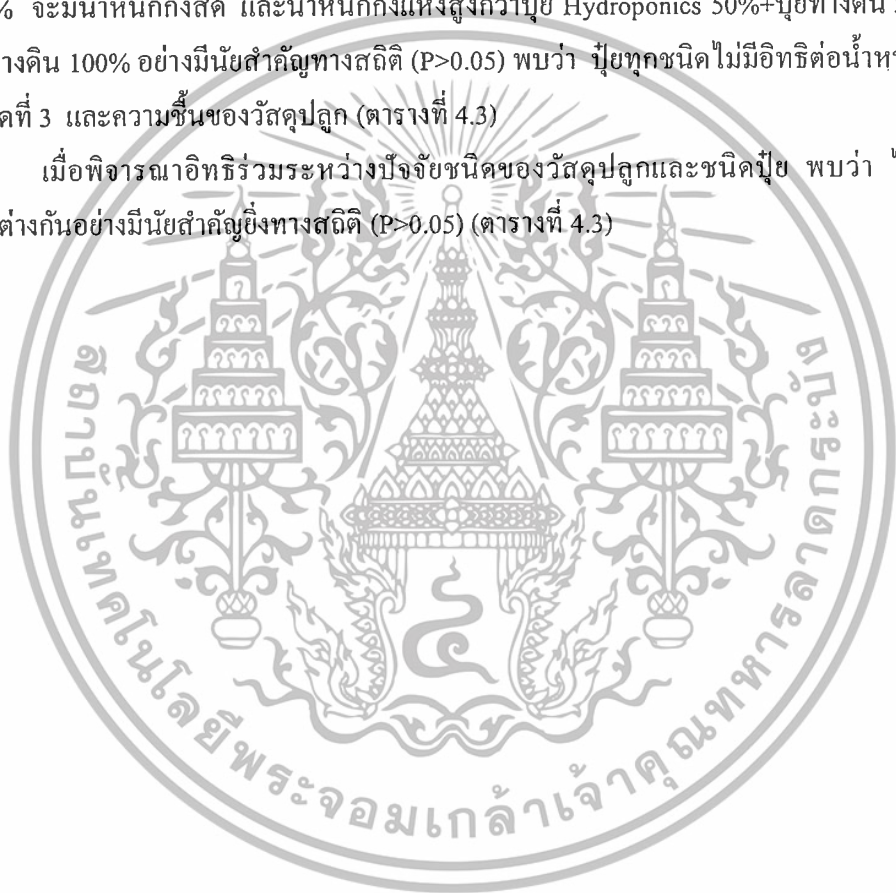 % จะมีน้ำหนักกิ่งสด และน้ำหนักกิ่งแห้งสูงกว่าปุ๋ย Hydroponics 50%+ปุ๋ยทางดิน
างดิน 100% อย่างมีนัยสำคัญทางสถิติ (P>0.05) พบว่า ปุ๋ยทุกชนิดไม่มีอิทธิต่อน้ำห
ดที่ 3 และความชื้นของวัสดุปลูก (ตารางที่ 4.3)
เมื่อพิจารณาอิทธิร่วมระหว่างปัจจัยชนิดของวัสดุปลูกและชนิดปุ๋ย พบว่า
ต่างกันอย่างมีนัยสำคัญยิ่งทางสถิติ (P>0.05) (ตารางที่ 4.3)
สถาบันเทคโนโลยีพระจอมเกล้าเจ้าคุณทหารลาดกระบัง